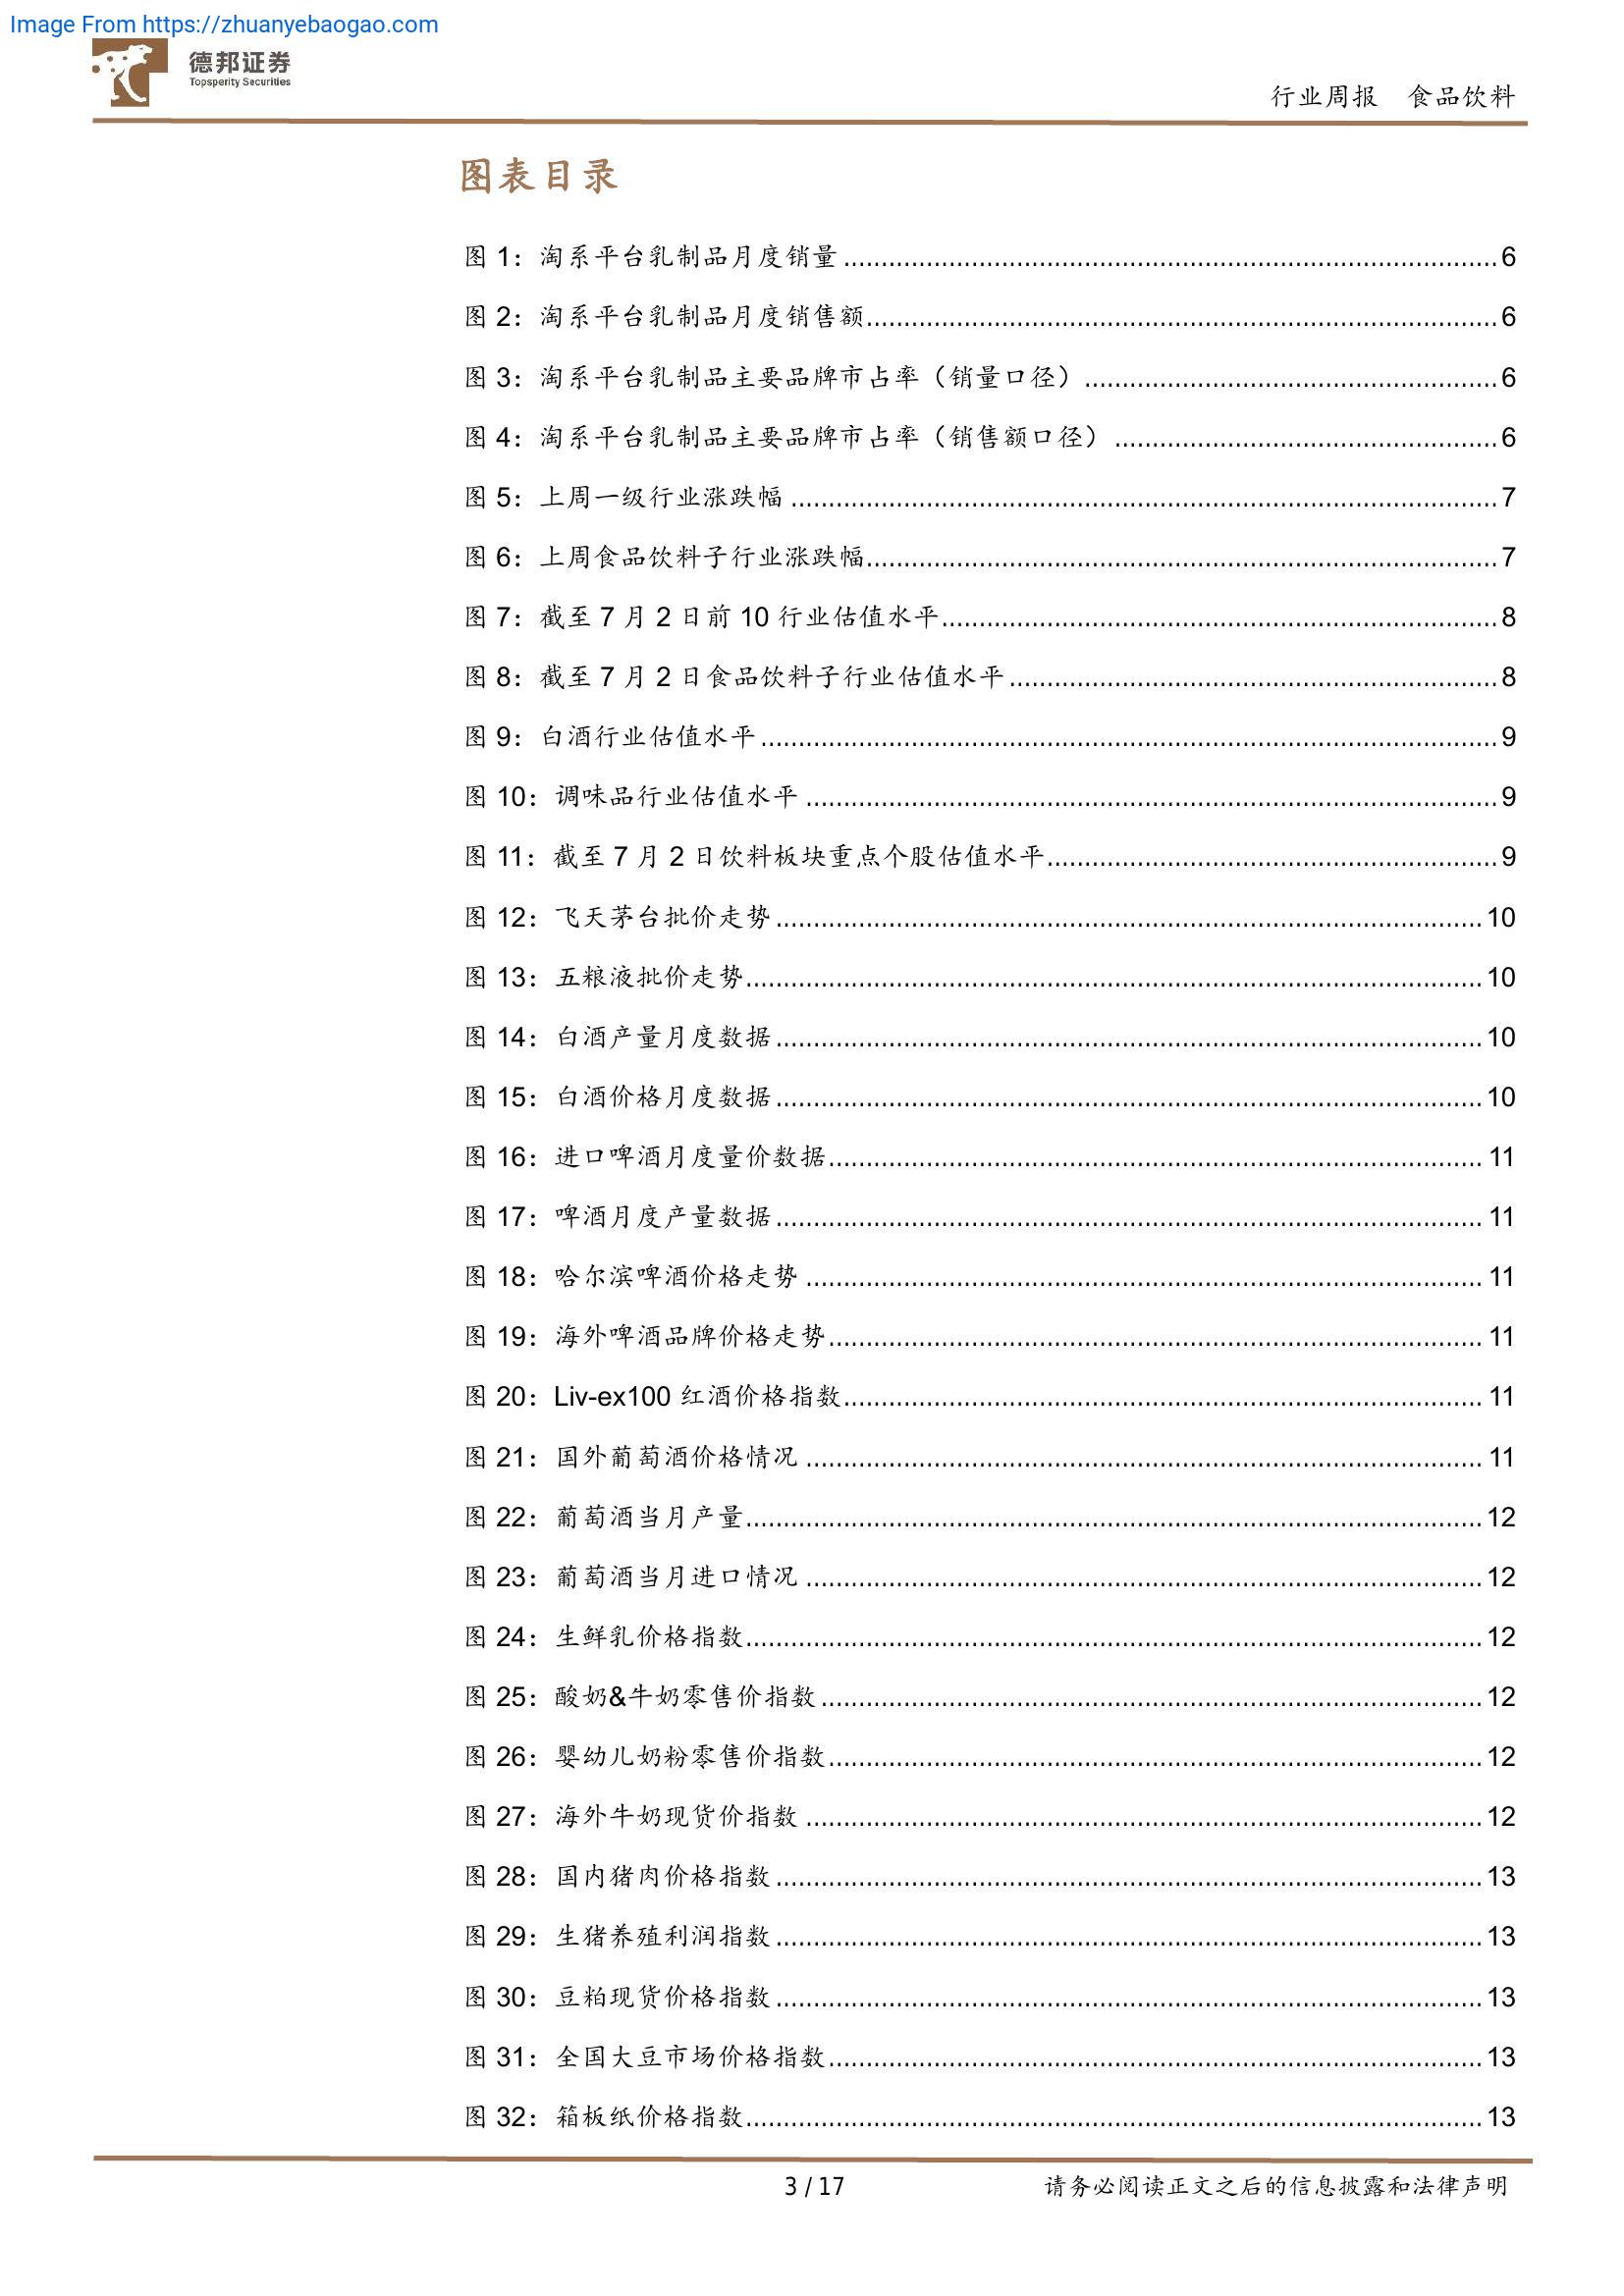 Image From https://zhuanyebaogao.com
德邦证券
Topsperity Securities
行业周报 食品饮料
图表目录
图 1：淘系平台乳制品月度销量........................................................................................6
图 2：淘系平台乳制品月度销售额....................................................................................6
图 3：淘系平台乳制品主要品牌市占率（销量口径）.......................................................6
图 4：淘系平台乳制品主要品牌市占率（销售额口径）...................................................6
图 5：上周一级行业涨跌幅...............................................................................................7
图 6：上周食品饮料子行业涨跌幅....................................................................................7
图 7：截至 7 月 2 日前 10 行业估值水平..........................................................................8
图 8：截至 7 月 2 日食品饮料子行业估值水平.................................................................8
图 9：白酒行业估值水平...................................................................................................9
图 10：调味品行业估值水平.............................................................................................9
图 11：截至 7 月 2 日饮料板块重点个股估值水平............................................................9
图 12：飞天茅台批价走势...............................................................................................10
图 13：五粮液批价走势...................................................................................................10
图 14：白酒产量月度数据...............................................................................................10
图 15：白酒价格月度数据...............................................................................................10
图 16：进口啤酒月度量价数据........................................................................................11
图 17：啤酒月度产量数据...............................................................................................11
图 18：哈尔滨啤酒价格走势...........................................................................................11
图 19：海外啤酒品牌价格走势........................................................................................11
图 20：Liv-ex100 红酒价格指数......................................................................................11
图 21：国外葡萄酒价格情况...........................................................................................11
图 22：葡萄酒当月产量...................................................................................................12
图 23：葡萄酒当月进口情况...........................................................................................12
图 24：生鲜乳价格指数...................................................................................................12
图 25：酸奶&牛奶零售价指数.........................................................................................12
图 26：婴幼儿奶粉零售价指数........................................................................................12
图 27：海外牛奶现货价指数...........................................................................................12
图 28：国内猪肉价格指数...............................................................................................13
图 29：生猪养殖利润指数...............................................................................................13
图 30：豆粕现货价格指数...............................................................................................13
图 31：全国大豆市场价格指数........................................................................................13
图 32：箱板纸价格指数...................................................................................................13
3 / 17 请务必阅读正文之后的信息披露和法律声明